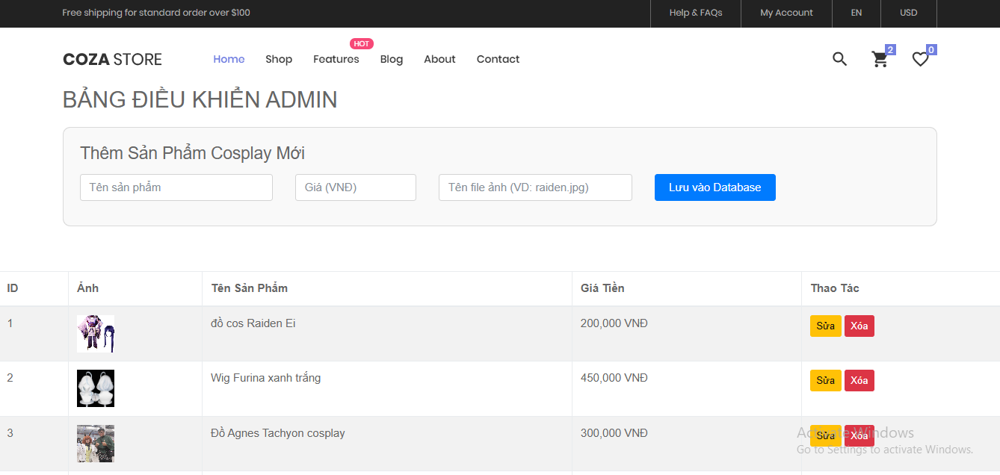 Free shipping for standard order over $100
Help & FAQs
My Account
EN
USD
COZA STORE
Home
Shop
Features
HOT
Blog
About
Contact
2
0
BẢNG ĐIỀU KHIỂN ADMIN
Thêm Sản Phẩm Cosplay Mới
Tên sản phẩm
Giá (VNĐ)
Tên file ảnh (VD: raiden.jpg)
Lưu vào Database
ID
Ảnh
Tên Sản Phẩm
Giá Tiền
Thao Tác
1
đồ cos Raiden Ei
200,000 VNĐ
Sửa
Xóa
2
Wig Furina xanh trắng
450,000 VNĐ
Sửa
Xóa
3
Đồ Agnes Tachyon cosplay
300,000 VNĐ
Sửa
Xóa
Activate Windows
Go to Settings to activate Windows.